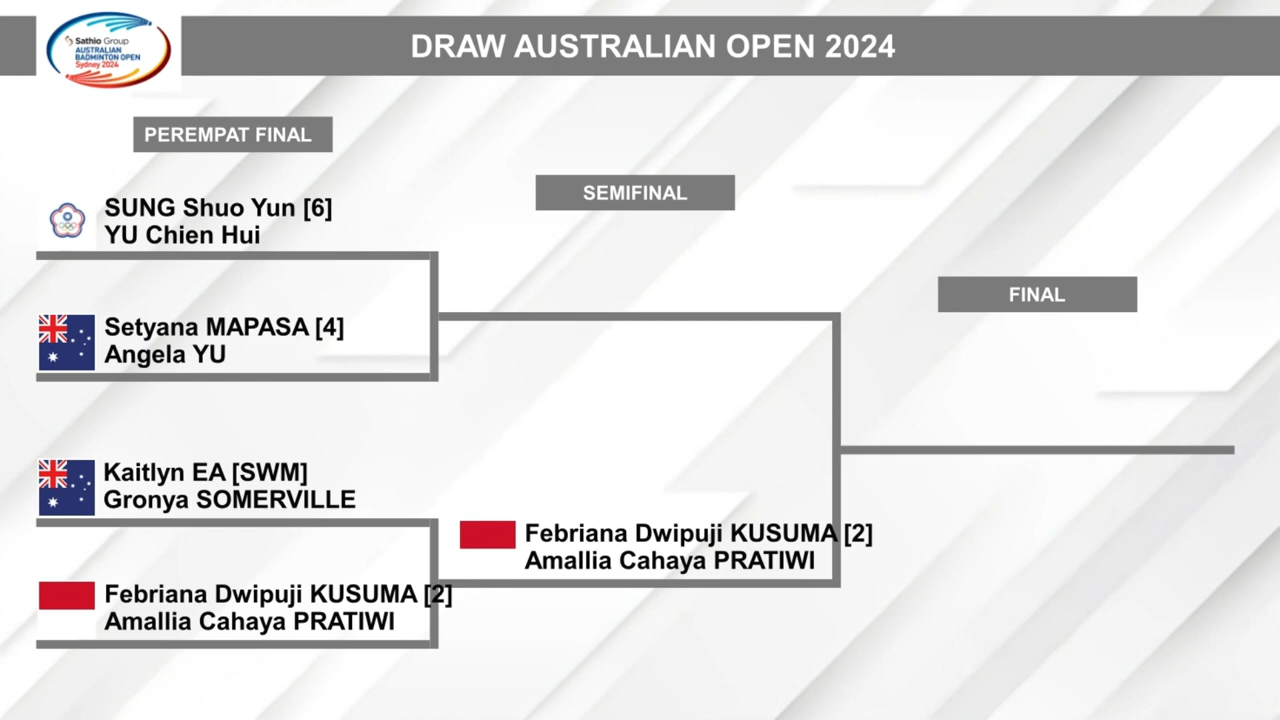 Sathio Group
AUSTRALIAN
BADMINTON OPEN
Sydney 2024
DRAW AUSTRALIAN OPEN 2024
PEREMPAT FINAL
SEMIFINAL
FINAL
SUNG Shuo Yun [6]
YU Chien Hui
Setyana MAPASA [4]
Angela YU
Kaitlyn EA [SWM]
Gronya SOMERVILLE
Febriana Dwipuji KUSUMA [2]
Amallia Cahaya PRATIWI
Febriana Dwipuji KUSUMA [2]
Amallia Cahaya PRATIWI